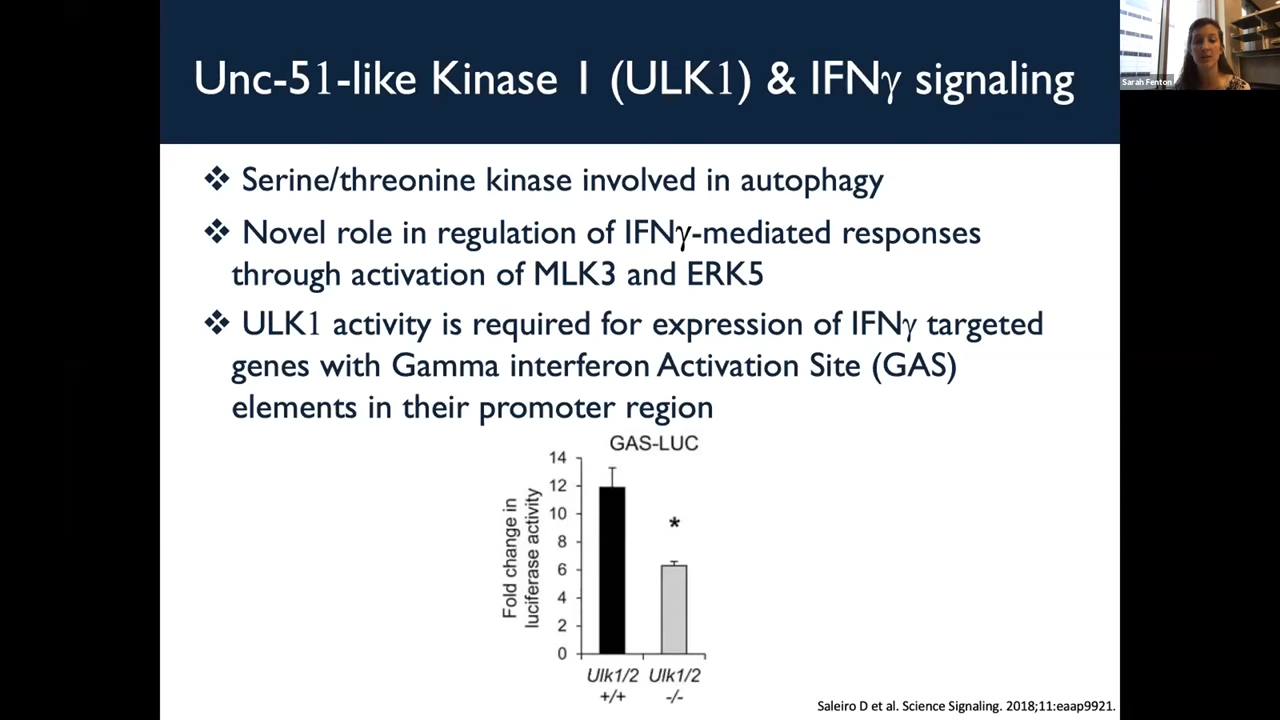 Unc-51-like Kinase 1 (ULK1) & IFNγ signaling
Sarah Fenton
❖ Serine/threonine kinase involved in autophagy
❖ Novel role in regulation of IFNγ-mediated responses
through activation of MLK3 and ERK5
❖ ULK1 activity is required for expression of IFNγ targeted
genes with Gamma interferon Activation Site (GAS)
elements in their promoter region
GAS-LUC
Fold change in
luciferase activity
14
12
10
8
6
4
2
0
*
Ulk1/2 Ulk1/2
+/+ -/-
Saleiro D et al. Science Signaling. 2018;11:eaap9921.